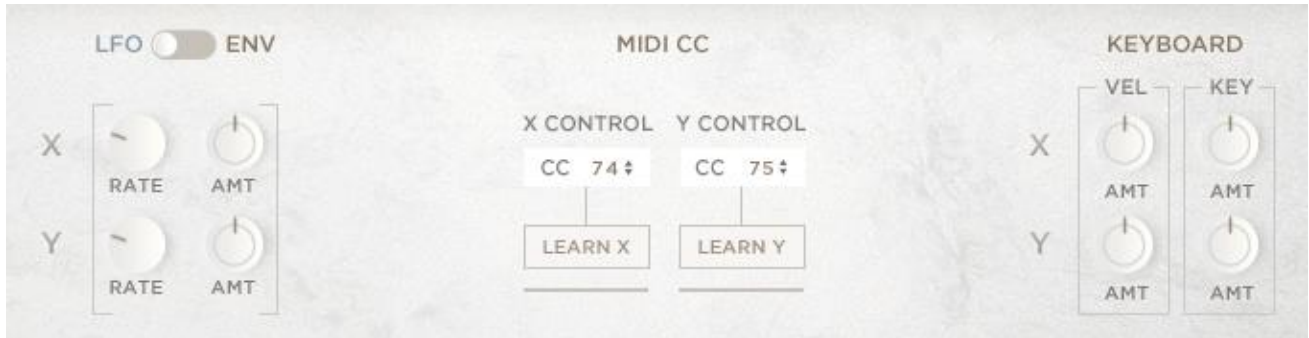 LFO ENV
X
RATE AMT
Y
RATE AMT
MIDI CC
X CONTROL Y CONTROL
CC 74 CC 75
LEARN X LEARN Y
KEYBOARD
VEL KEY
X
AMT AMT
Y
AMT AMT